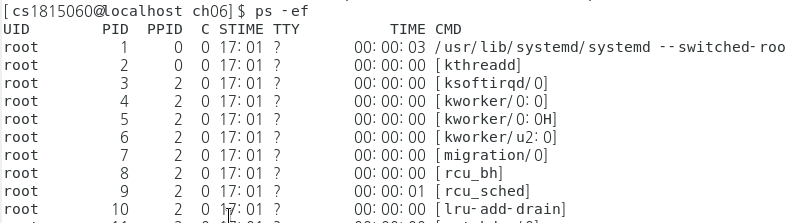 [cs1815060@localhost ch06]$ ps -ef
UID PID PPID C STIME TTY TIME CMD
root 1 0 0 17:01 ? 00:00:03 /usr/lib/systemd/systemd --switched-roo
root 2 0 0 17:01 ? 00:00:00 [kthreadd]
root 3 2 0 17:01 ? 00:00:00 [ksoftirqd/0]
root 4 2 0 17:01 ? 00:00:00 [kworker/0:0]
root 5 2 0 17:01 ? 00:00:00 [kworker/0:0H]
root 6 2 0 17:01 ? 00:00:00 [kworker/u2:0]
root 7 2 0 17:01 ? 00:00:00 [migration/0]
root 8 2 0 17:01 ? 00:00:00 [rcu_bh]
root 9 2 0 17:01 ? 00:00:01 [rcu_sched]
root 10 2 0 17:01 ? 00:00:00 [lru-add-drain]